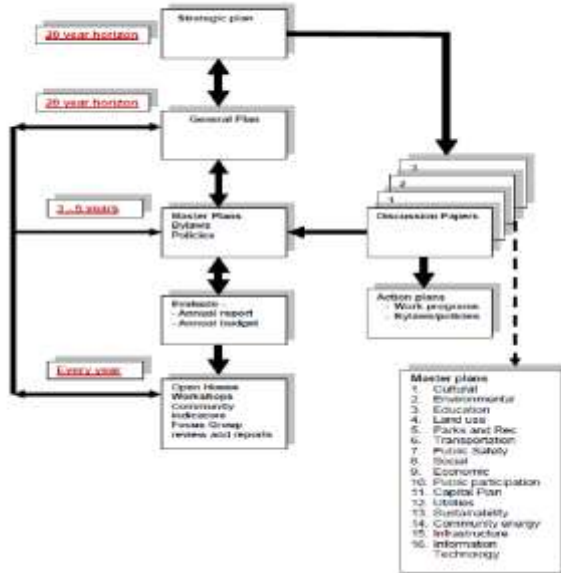 Strategic plan
20 year horizon
20 year horizon
General Plan
3
2
1
3 - 5 years
Master Plans
Bylaws
Policies
Discussion Papers
Evaluate -
- Annual report
- Annual budget
Action plans
- Work programs
- Bylaws/policies
Every year
Open House
Workshops
Community
Indicators
Focus Group
review and reports
Master plans
1. Cultural
2. Environmental
3. Education
4. Land use
5. Parks and Rec
6. Transportation
7. Public Safety
8. Social
9. Economic
10. Public participation
11. Capital Plan
12. Utilities
13. Sustainability
14. Community energy
15. Infrastructure
16. Information
Technology